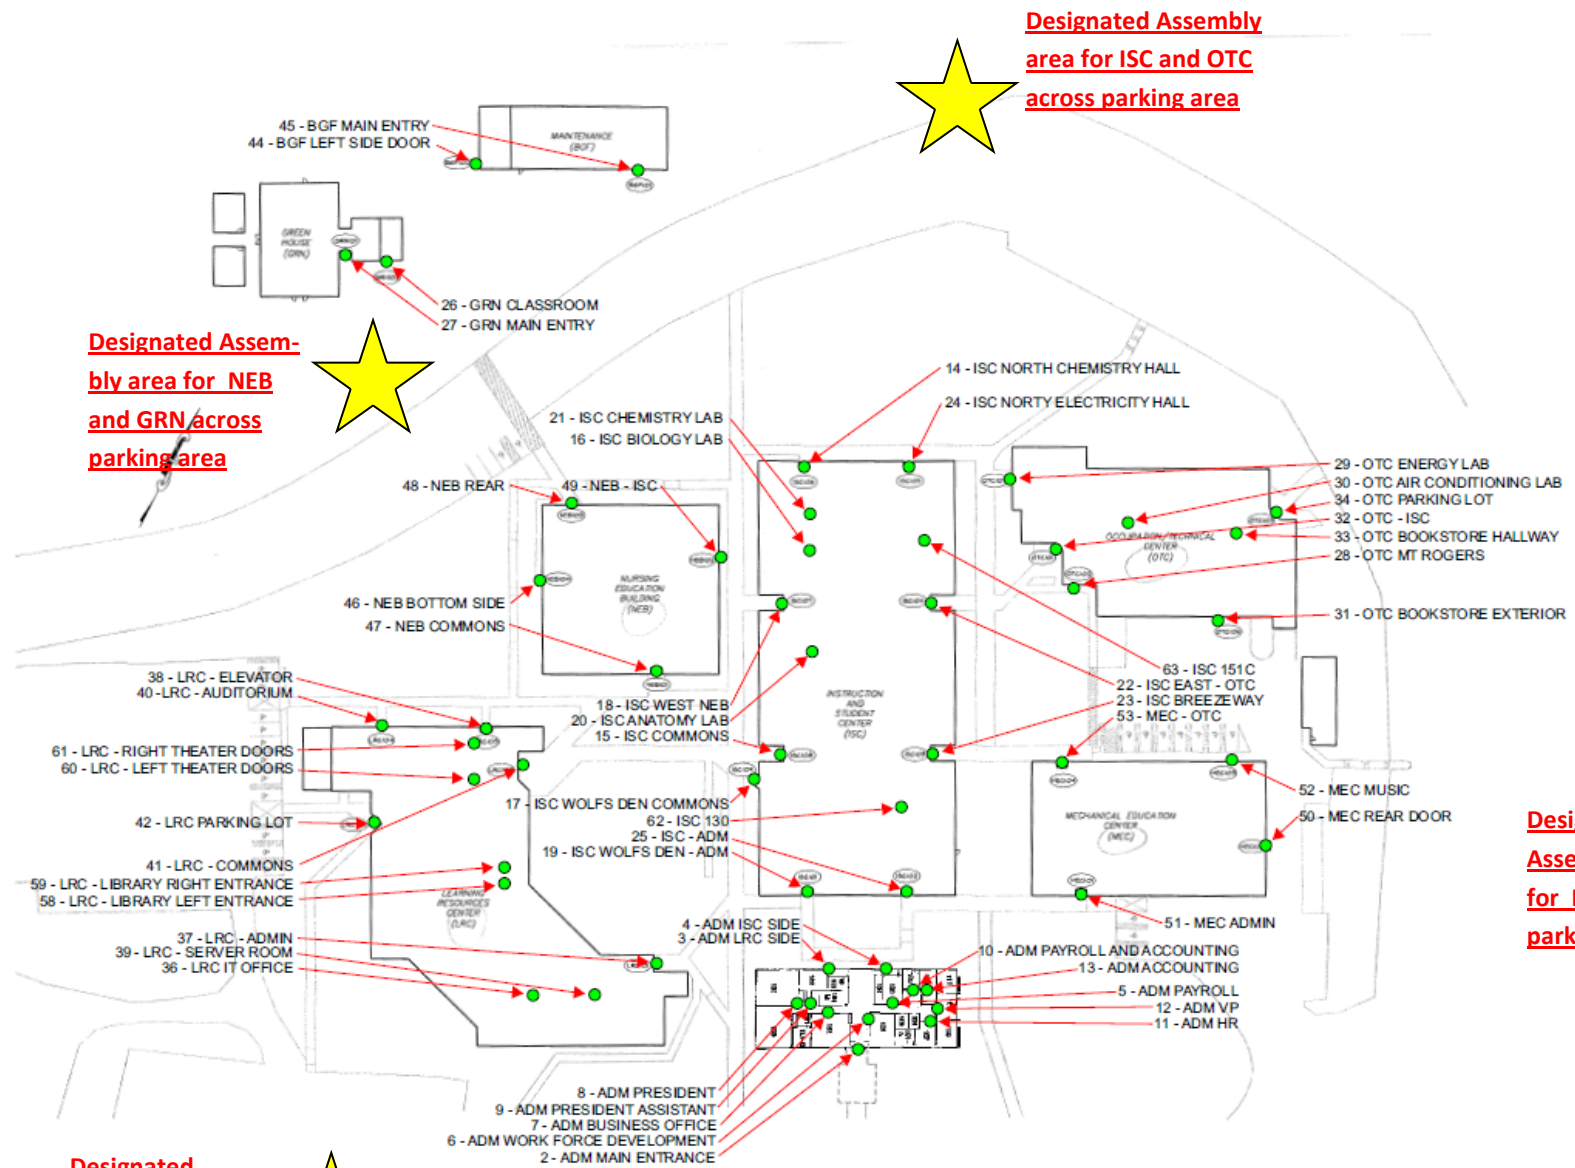 Designated Assembly
area for ISC and OTC
across parking area
45 - BGF MAIN ENTRY
44 - BGF LEFT SIDE DOOR
MAINTENANCE
(BGF)
GREEN
HOUSE
(GRN)
26 - GRN CLASSROOM
27 - GRN MAIN ENTRY
Designated Assem-
bly area for NEB
and GRN across
parking area
14 - ISC NORTH CHEMISTRY HALL
24 - ISC NORTY ELECTRICITY HALL
21 - ISC CHEMISTRY LAB
16 - ISC BIOLOGY LAB
48 - NEB REAR
49 - NEB - ISC
29 - OTC ENERGY LAB
30 - OTC AIR CONDITIONING LAB
34 - OTC PARKING LOT
32 - OTC - ISC
33 - OTC BOOKSTORE HALLWAY
28 - OTC MT ROGERS
31 - OTC BOOKSTORE EXTERIOR
OCCUPATION/TECHNICAL
CENTER
(OTC)
NURSING
EDUCATION
BUILDING
(NEB)
46 - NEB BOTTOM SIDE
47 - NEB COMMONS
63 - ISC 151C
22 - ISC EAST - OTC
23 - ISC BREEZEWAY
53 - MEC - OTC
38 - LRC - ELEVATOR
40 - LRC - AUDITORIUM
18 - ISC WEST NEB
20 - ISC ANATOMY LAB
15 - ISC COMMONS
INSTRUCTION
AND
STUDENT
CENTER
(ISC)
61 - LRC - RIGHT THEATER DOORS
60 - LRC - LEFT THEATER DOORS
17 - ISC WOLFS DEN COMMONS
62 - ISC 130
25 - ISC - ADM
19 - ISC WOLFS DEN - ADM
52 - MEC MUSIC
50 - MEC REAR DOOR
MECHANICAL EDUCATION
CENTER
(MEC)
42 - LRC PARKING LOT
41 - LRC - COMMONS
59 - LRC - LIBRARY RIGHT ENTRANCE
58 - LRC - LIBRARY LEFT ENTRANCE
LEARNING
RESOURCES
CENTER
(LRC)
Desi
Asse
for
park
51 - MEC ADMIN
37 - LRC - ADMIN
39 - LRC - SERVER ROOM
36 - LRC IT OFFICE
4 - ADM ISC SIDE
3 - ADM LRC SIDE
10 - ADM PAYROLL AND ACCOUNTING
13 - ADM ACCOUNTING
5 - ADM PAYROLL
12 - ADM VP
11 - ADM HR
8 - ADM PRESIDENT
9 - ADM PRESIDENT ASSISTANT
7 - ADM BUSINESS OFFICE
6 - ADM WORK FORCE DEVELOPMENT
2 - ADM MAIN ENTRANCE
Designated